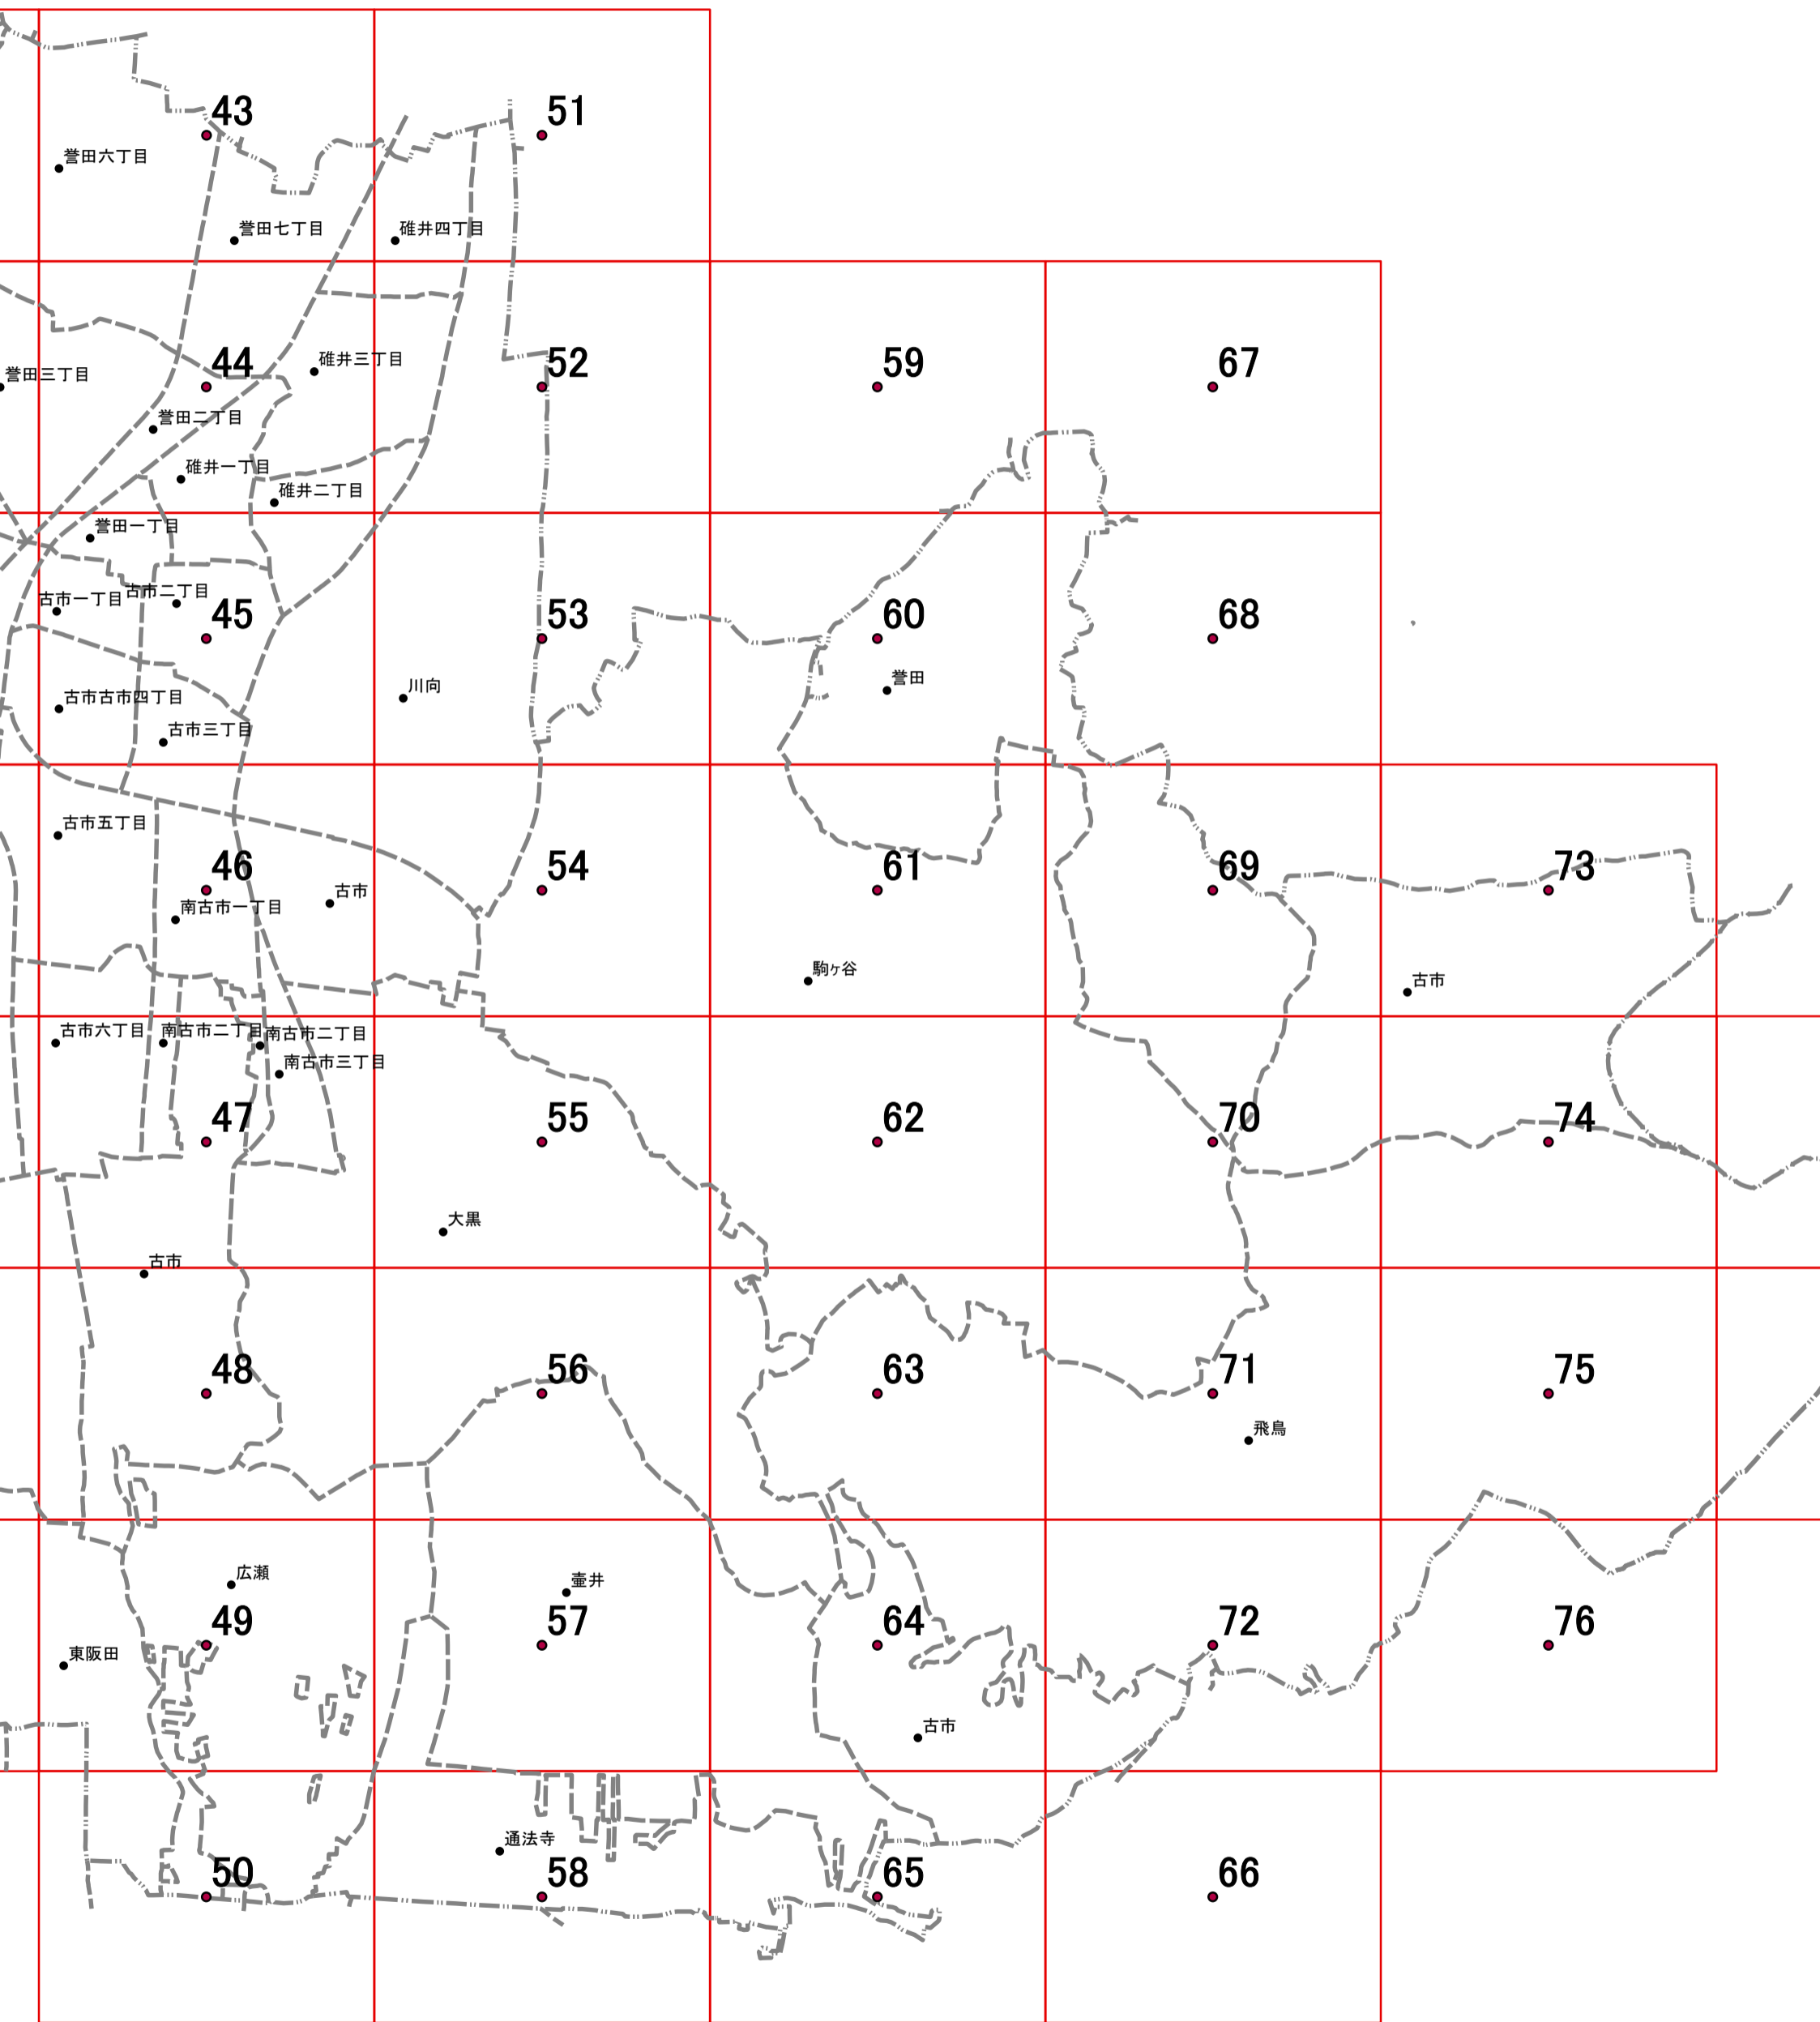 43
51
誉田六丁目
誉田七丁目
碓井四丁目
44
52
59
67
誉田三丁目
碓井三丁目
誉田二丁目
碓井一丁目
碓井二丁目
誉田一丁目
古市二丁目
古市一丁目
45
53
60
68
川向
誉田
古市古市四丁目
古市三丁目
古市五丁目
46
54
61
69
73
古市
南古市一丁目
駒ヶ谷
古市
古市六丁目
南古市二丁目
南古市二丁目
南古市三丁目
47
55
62
70
74
大黒
古市
48
56
63
71
75
飛鳥
広瀬
壷井
49
57
64
72
76
東阪田
古市
通法寺
50
58
65
66